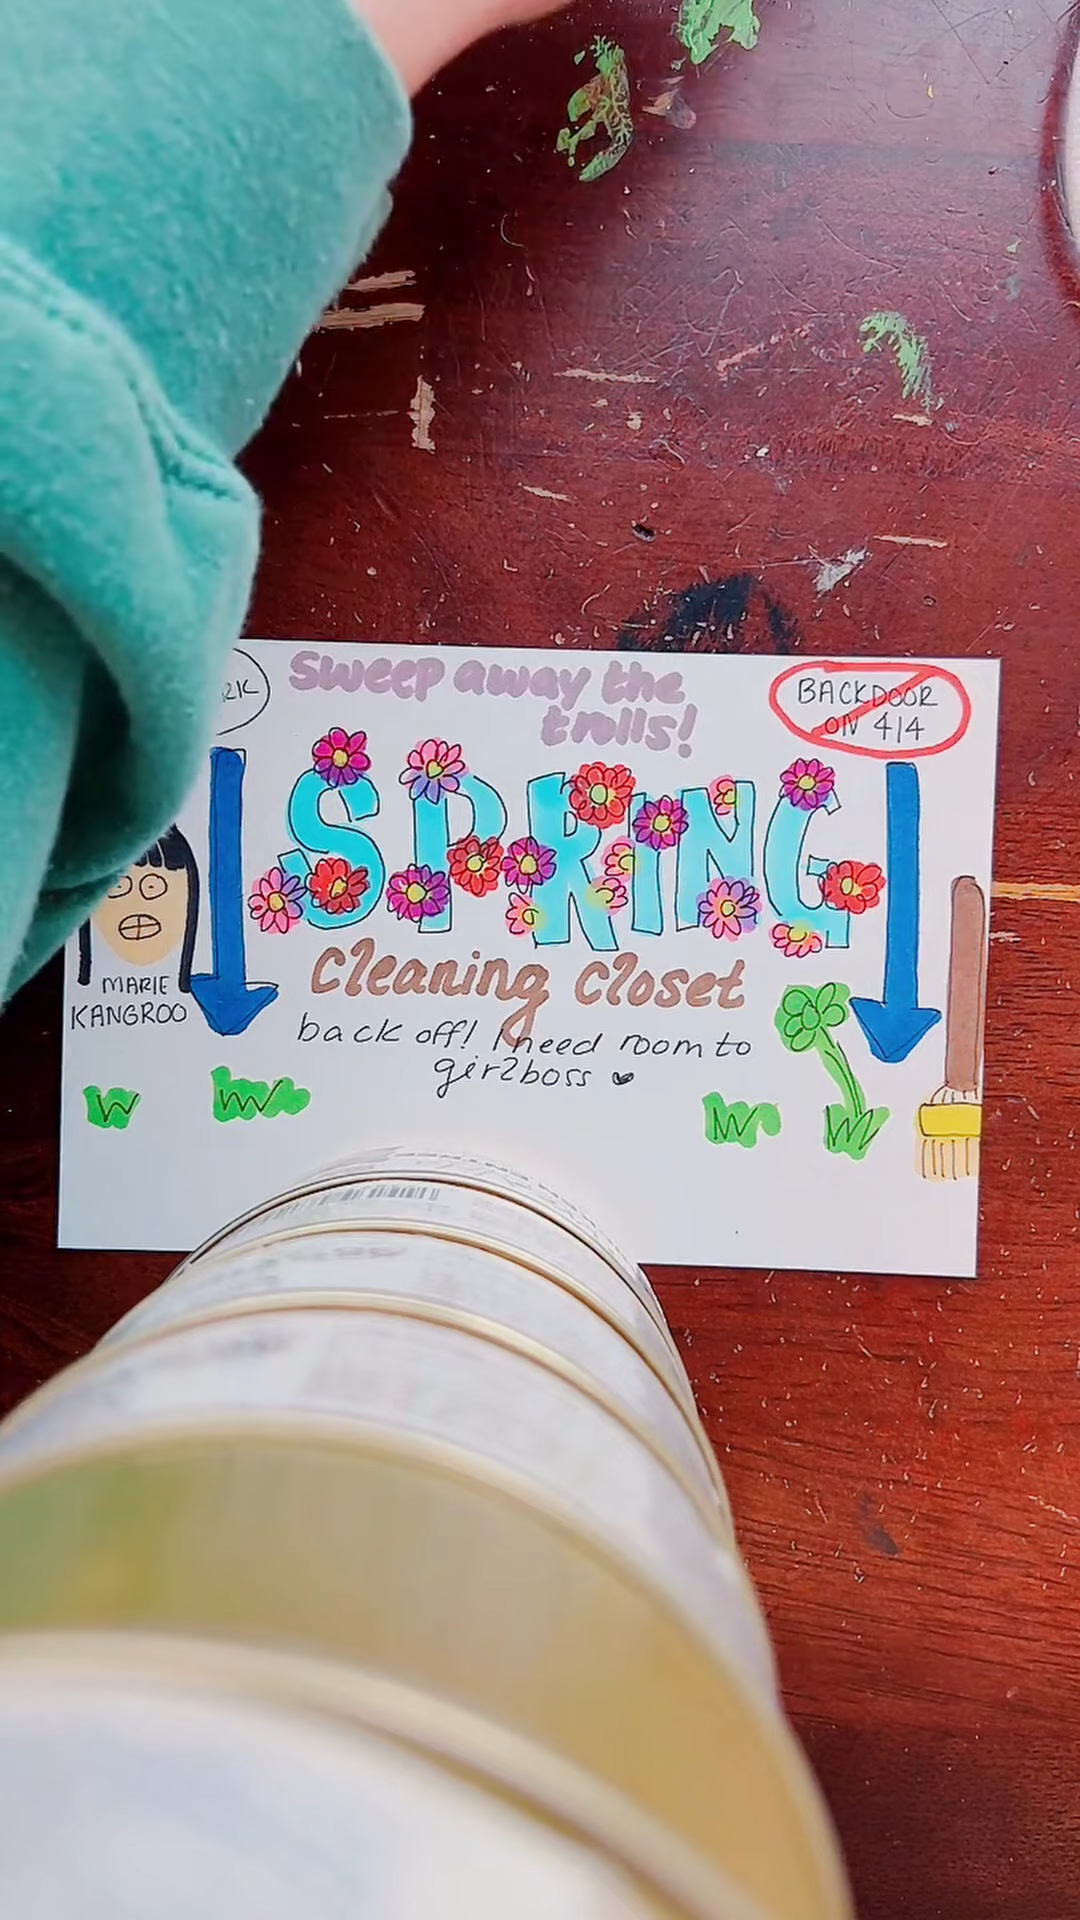 sweep away the
trolls!
BACKDOOR
ON 4/4
SPRING
Cleaning Closet
back off! I need room to
girlboss
MARIE
KANGROO